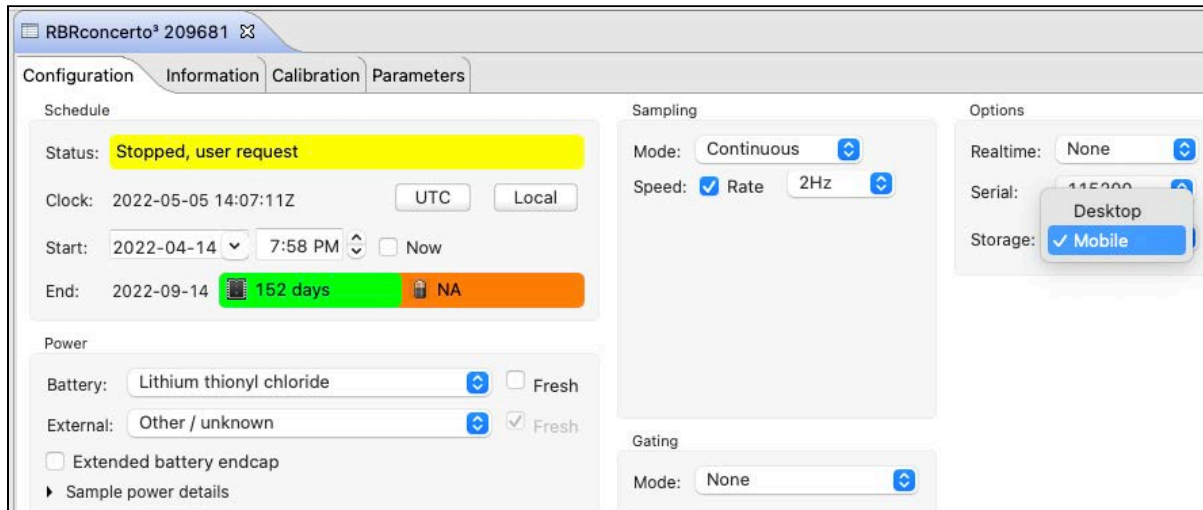 RBRconcerto³ 209681
Configuration Information Calibration Parameters
Schedule
Status: Stopped, user request
Clock: 2022-05-05 14:07:11Z UTC Local
Start: 2022-04-14 7:58 PM Now
End: 2022-09-14 152 days NA
Power
Battery: Lithium thionyl chloride Fresh
External: Other / unknown Fresh
Extended battery endcap
Sample power details
Sampling
Mode: Continuous
Speed: Rate 2Hz
Gating
Mode: None
Options
Realtime: None
Serial: 115200
Desktop
Storage: ✓ Mobile